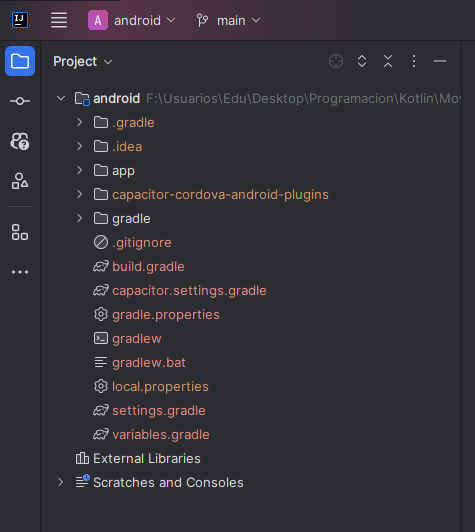 IJ
A android main
Project
android F:\Usuarios\Edu\Desktop\Programacion\Kotlin\Mov
.gradle
.idea
app
capacitor-cordova-android-plugins
gradle
.gitignore
build.gradle
capacitor.settings.gradle
gradle.properties
gradlew
gradlew.bat
local.properties
settings.gradle
variables.gradle
External Libraries
Scratches and Consoles